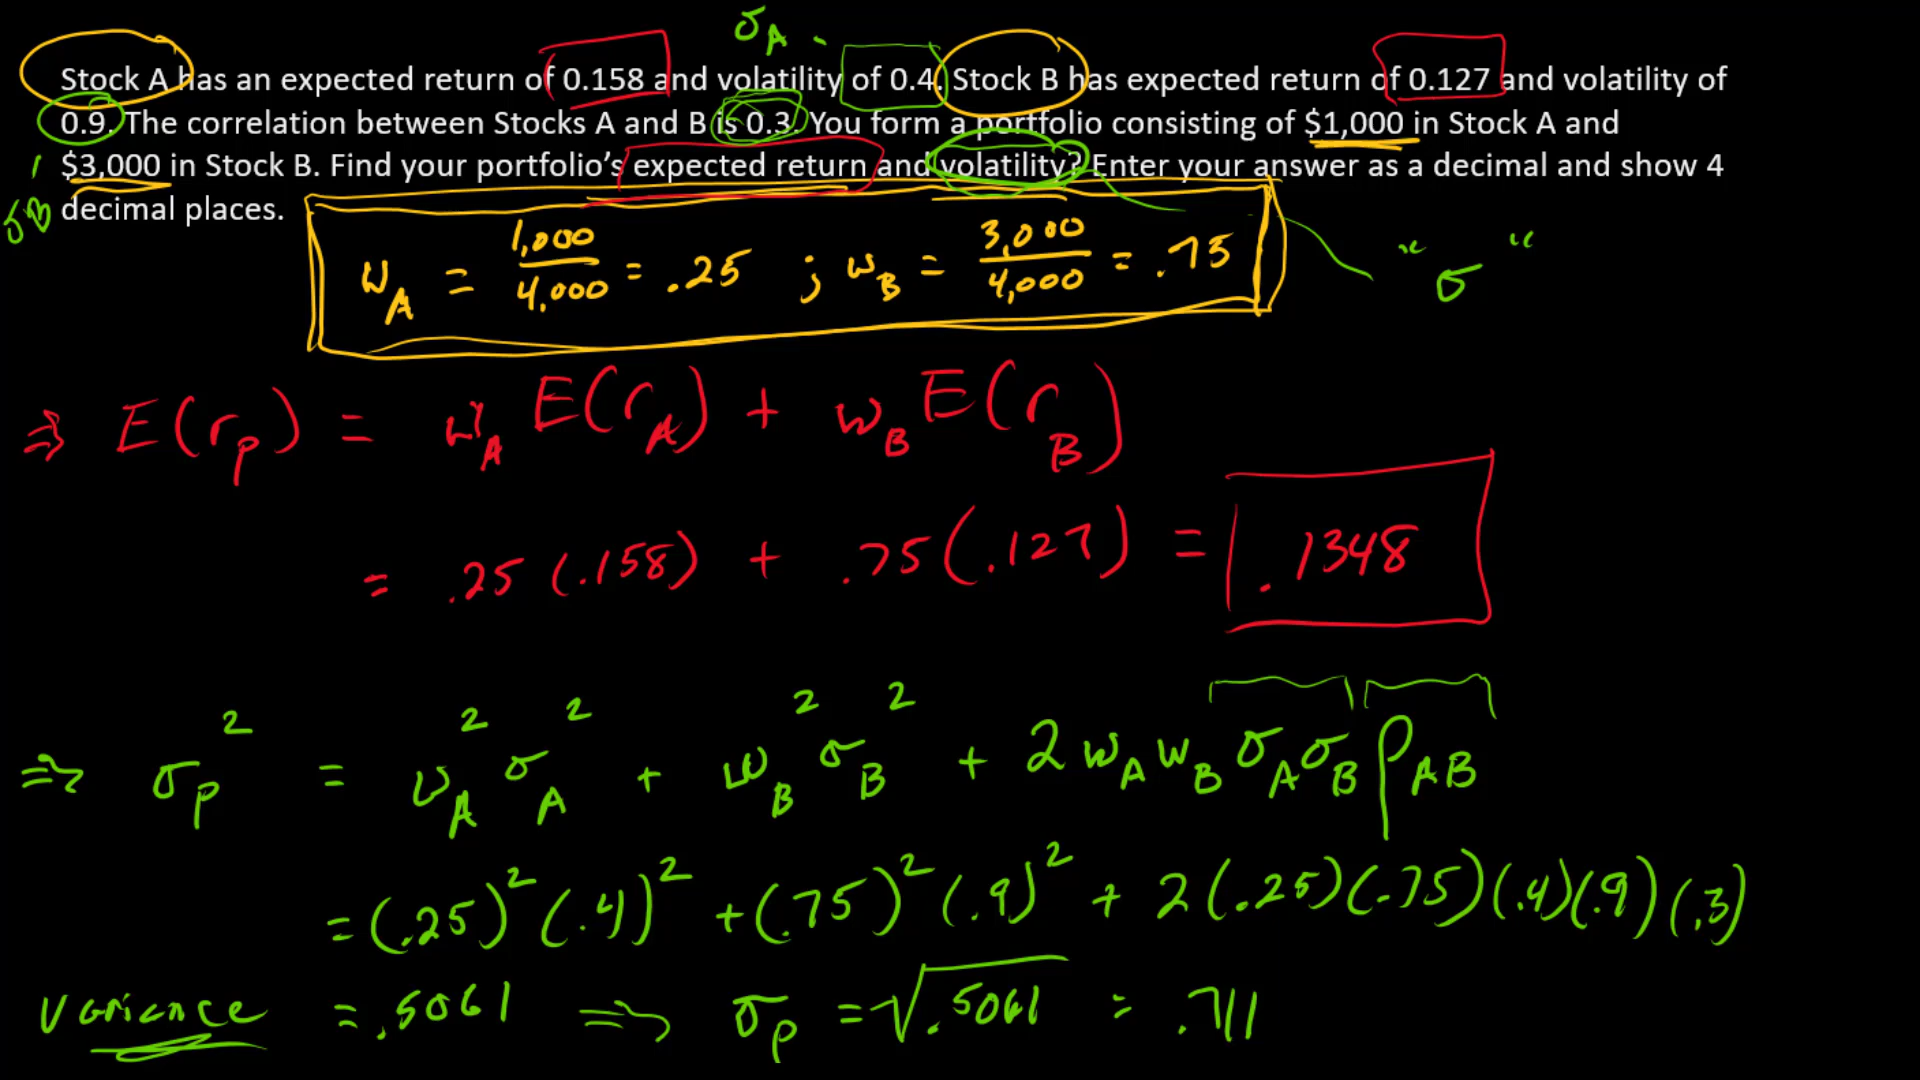 σA
Stock A has an expected return of 0.158 and volatility of 0.4. Stock B has expected return of 0.127 and volatility of
0.9. The correlation between Stocks A and B is 0.3. You form a portfolio consisting of $1,000 in Stock A and
$3,000 in Stock B. Find your portfolio's expected return and volatility? Enter your answer as a decimal and show 4
σB decimal places.
wA = 1,000/4,000 = .25 ; wB = 3,000/4,000 = .75
"σ"
⇒ E(rp) = wA E(rA) + wB E(rB)
= .25 (.158) + .75 (.127) = .1348
⇒ σp² = wA² σA² + wB² σB² + 2 wA wB σA σB ρAB
= (.25)² (.4)² + (.75)² (.9)² + 2 (.25)(.75)(.4)(.9)(.3)
Variance = .5061 ⇒ σp = √.5061 = .711